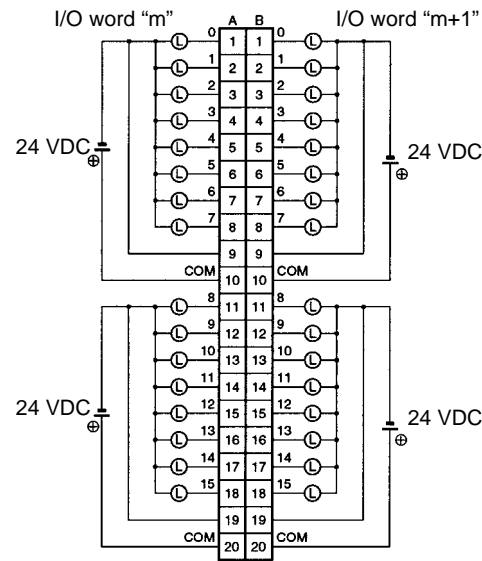 I/O word “m” A B I/O word “m+1”
L 0 1 1 0 L
L 1 2 2 1 L
L 2 3 3 2 L
L 3 4 4 3 L
24 VDC L 4 5 5 4 L 24 VDC
⊕ L 5 6 6 5 L ⊕
L 6 7 7 6 L
L 7 8 8 7 L
9 9
COM 10 10 COM
L 8 11 11 8 L
L 9 12 12 9 L
L 10 13 13 10 L
L 11 14 14 11 L
24 VDC L 12 15 15 12 L 24 VDC
⊕ L 13 16 16 13 L ⊕
L 14 17 17 14 L
L 15 18 18 15 L
19 19
COM 20 20 COM